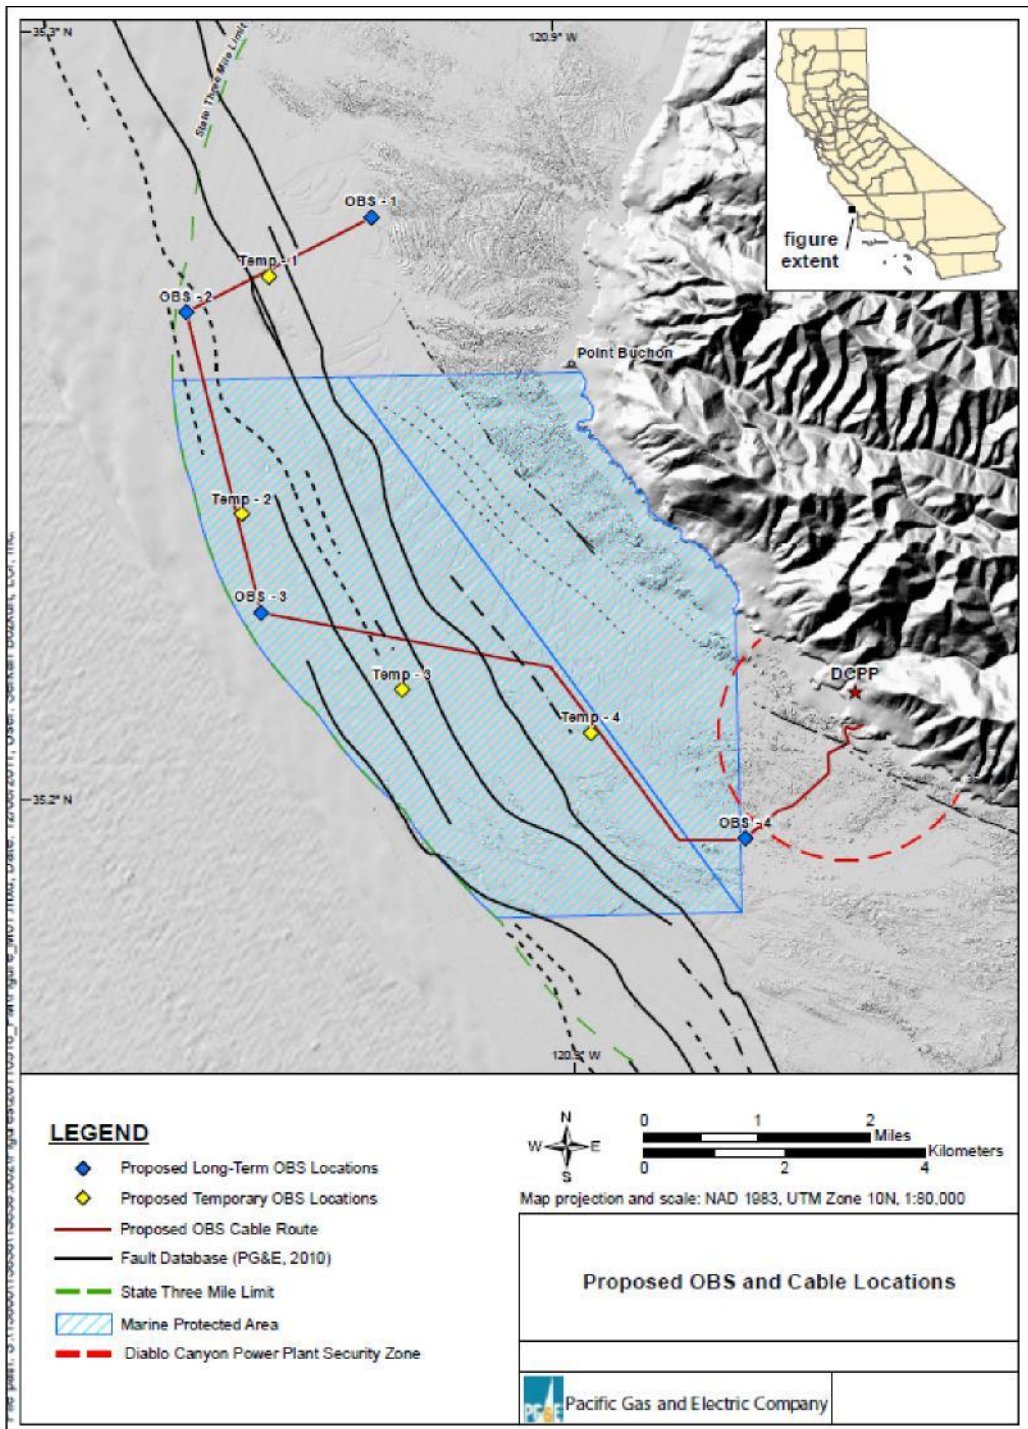 35.3° N
120.9° W
State Three Mile Limit
figure
extent
OBS - 1
Temp - 1
OBS - 2
Point Buchon
Temp - 2
OBS - 3
Temp - 3
DCPP
Temp - 4
35.2° N
OBS - 4
120.9° W
LEGEND
Proposed Long-Term OBS Locations
Proposed Temporary OBS Locations
Proposed OBS Cable Route
Fault Database (PG&E, 2010)
State Three Mile Limit
Marine Protected Area
Diablo Canyon Power Plant Security Zone
N
W E
S
0 1 2
Miles
Kilometers
0 2 4
Map projection and scale: NAD 1983, UTM Zone 10N, 1:80,000
Proposed OBS and Cable Locations
PG&E
Pacific Gas and Electric Company